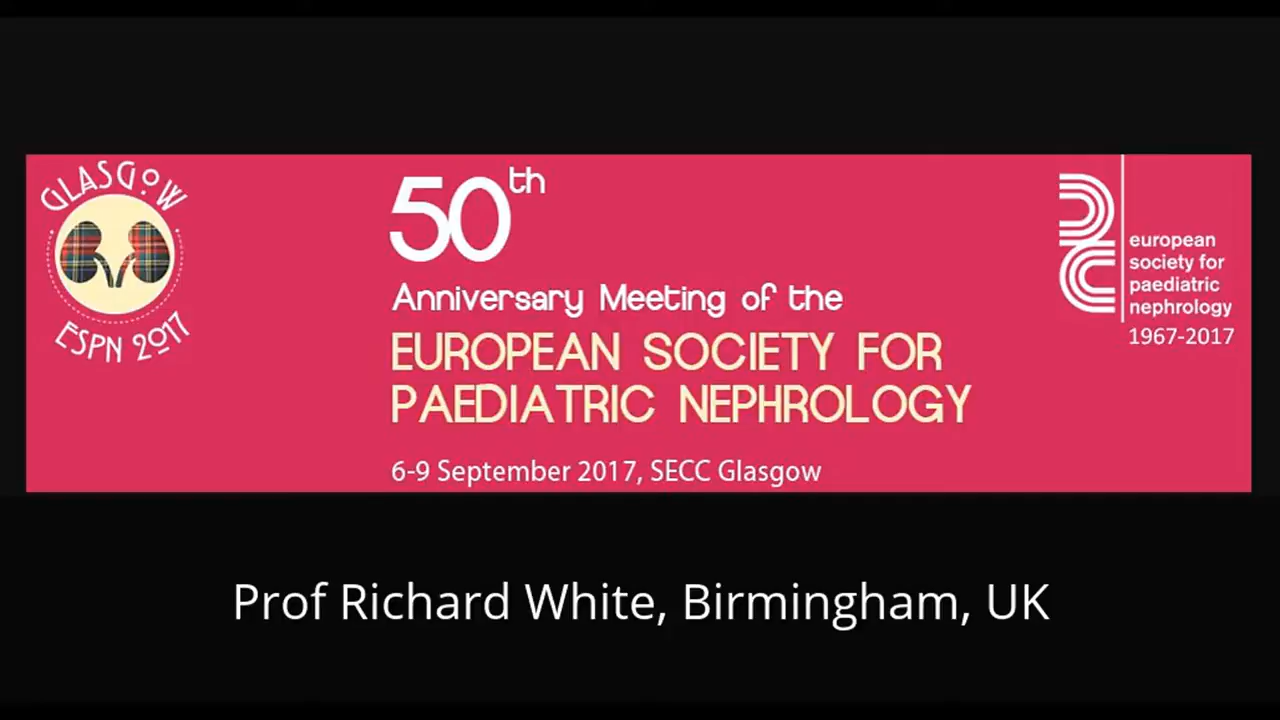 GLASGOW
ESPN 2017
50th
Anniversary Meeting of the
EUROPEAN SOCIETY FOR
PAEDIATRIC NEPHROLOGY
6-9 September 2017, SECC Glasgow
european
society for
paediatric
nephrology
1967-2017
Prof Richard White, Birmingham, UK